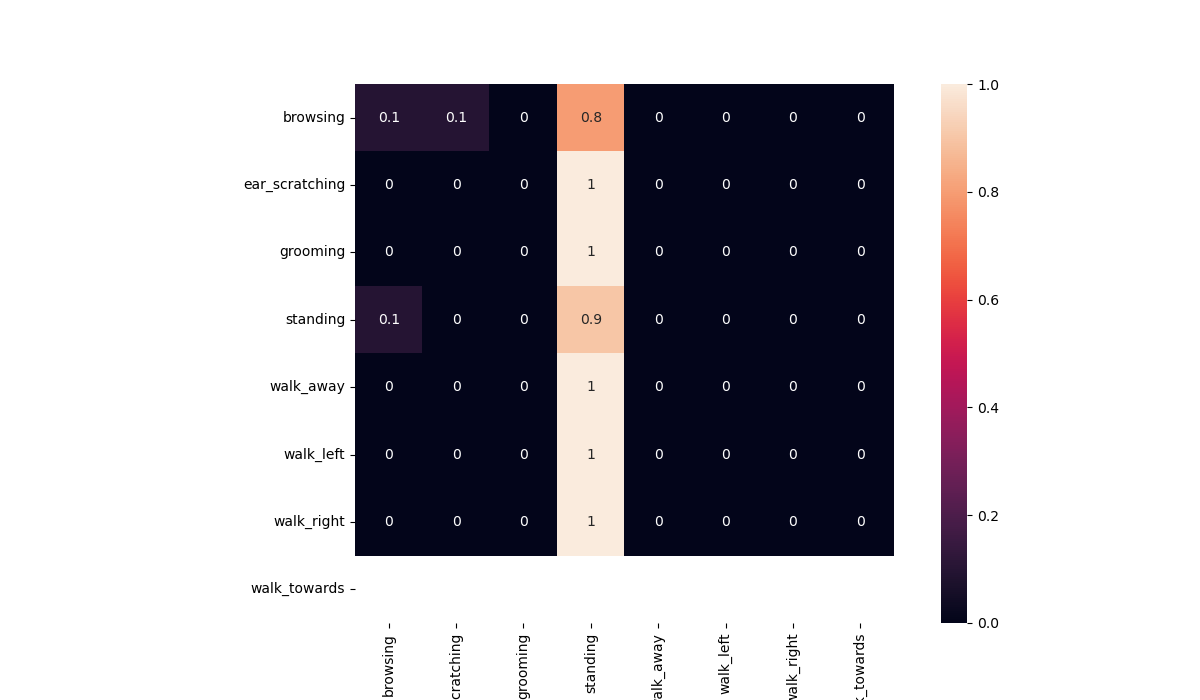 browsing 0.1 0.1 0 0.8 0 0 0 0
ear_scratching 0 0 0 1 0 0 0 0
grooming 0 0 0 1 0 0 0 0
standing 0.1 0 0 0.9 0 0 0 0
walk_away 0 0 0 1 0 0 0 0
walk_left 0 0 0 1 0 0 0 0
walk_right 0 0 0 1 0 0 0 0
walk_towards
browsing
cratching
grooming
standing
alk_away
walk_left
walk_right
_towards
1.0
0.8
0.6
0.4
0.2
0.0